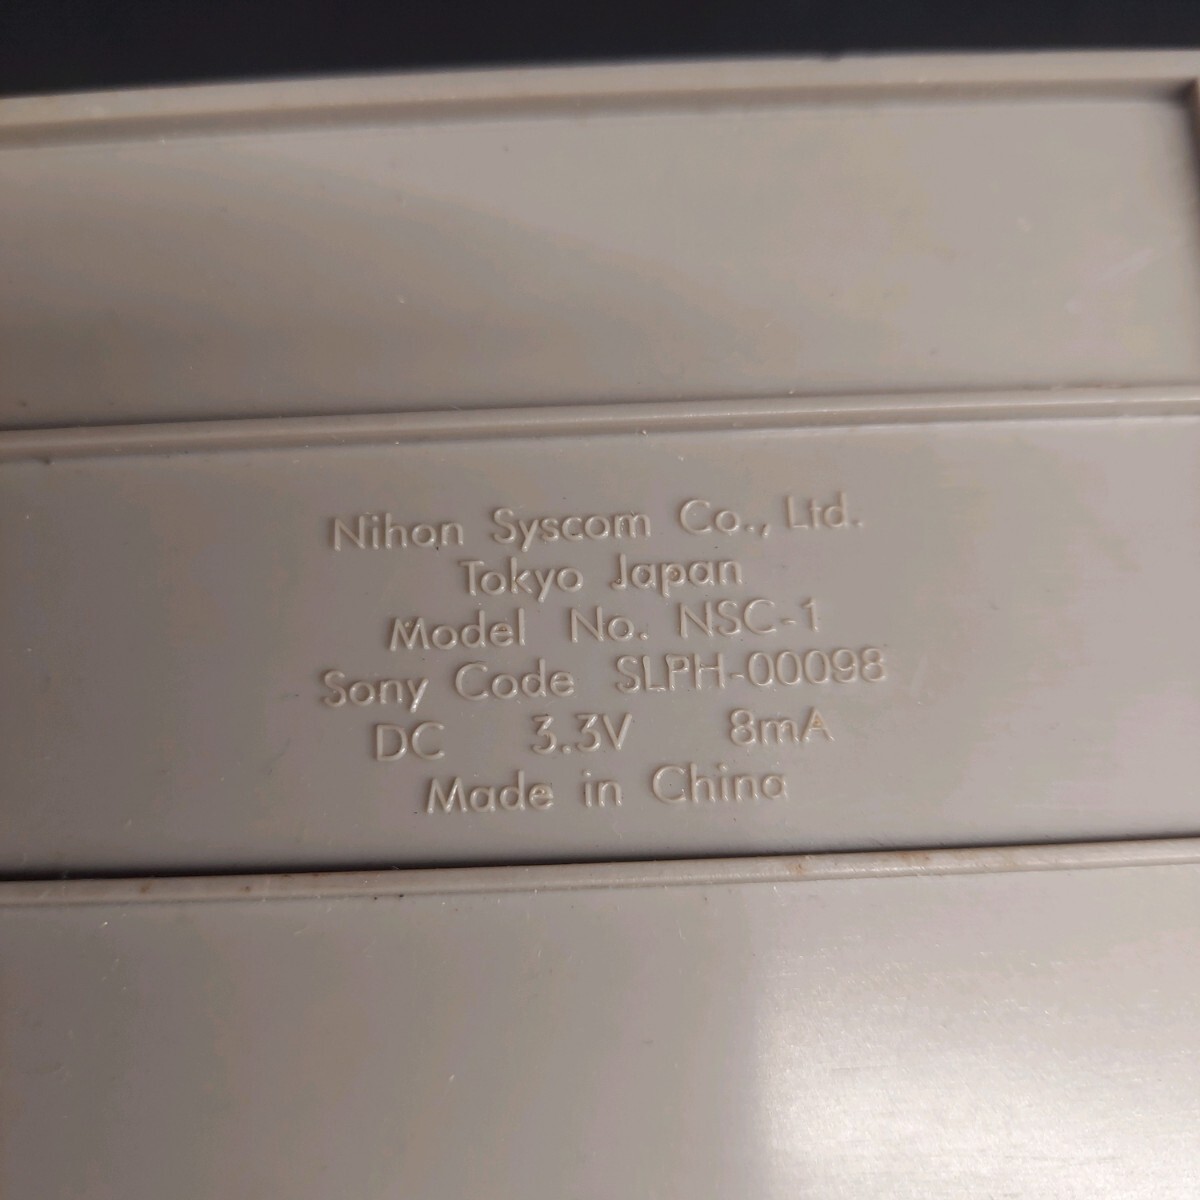 Nihon Syscom Co., Ltd.
Tokyo Japan
Model No. NSC-1
Sony Code SLPH-00098
DC 3.3V 8mA
Made in China